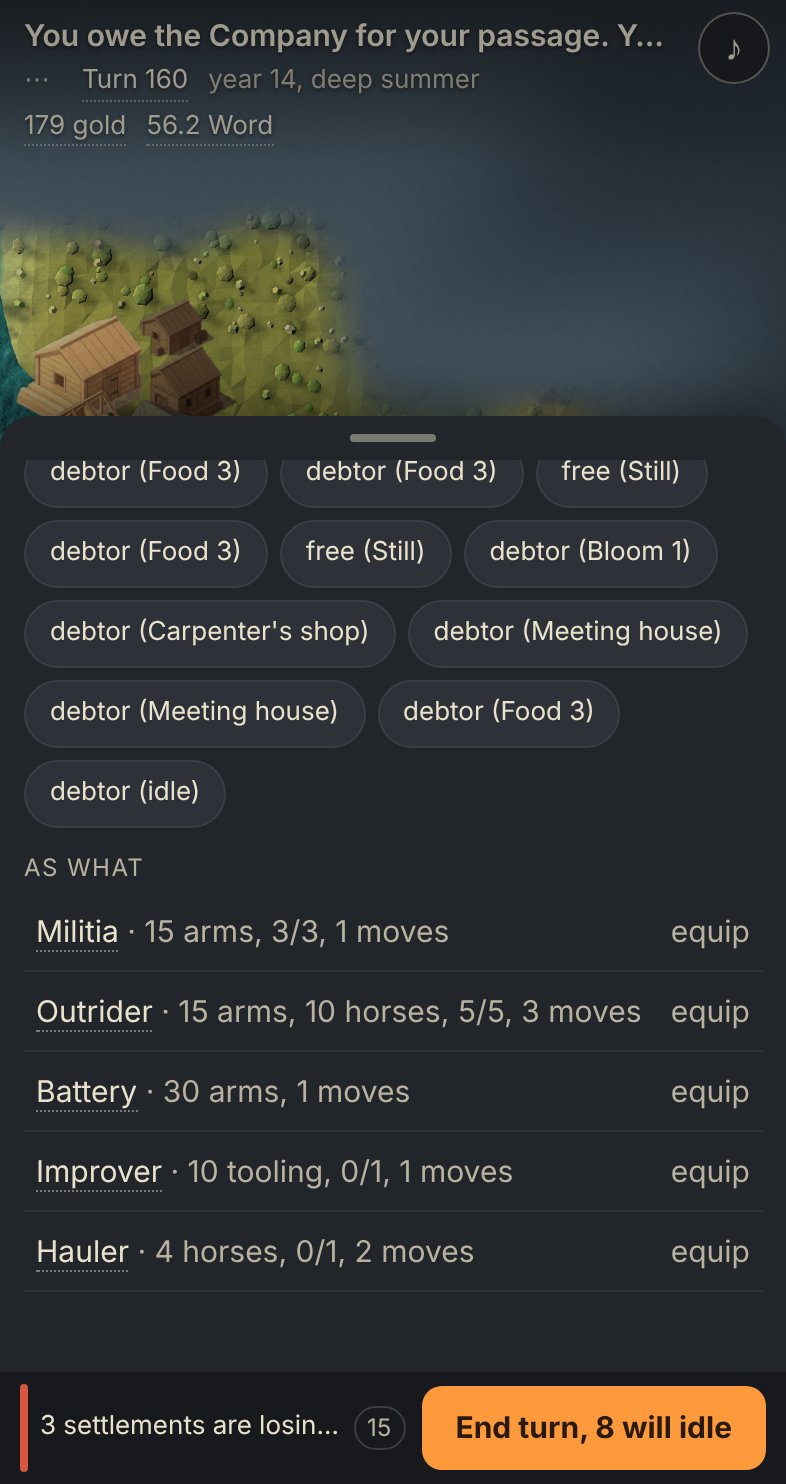 You owe the Company for your passage. Y...
♪
... Turn 160 year 14, deep summer
179 gold 56.2 Word
debtor (Food 3) debtor (Food 3) free (Still)
debtor (Food 3) free (Still) debtor (Bloom 1)
debtor (Carpenter's shop) debtor (Meeting house)
debtor (Meeting house) debtor (Food 3)
debtor (idle)
AS WHAT
Militia · 15 arms, 3/3, 1 moves equip
Outrider · 15 arms, 10 horses, 5/5, 3 moves equip
Battery · 30 arms, 1 moves equip
Improver · 10 tooling, 0/1, 1 moves equip
Hauler · 4 horses, 0/1, 2 moves equip
3 settlements are losin... 15 End turn, 8 will idle